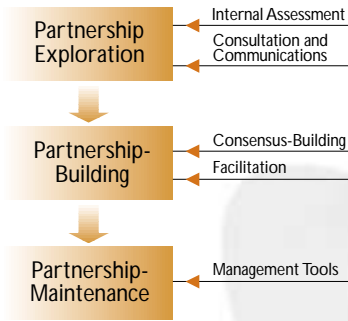 Partnership
Exploration
Internal Assessment
Consultation and
Communications
Partnership-
Building
Consensus-Building
Facilitation
Partnership-
Maintenance
Management Tools